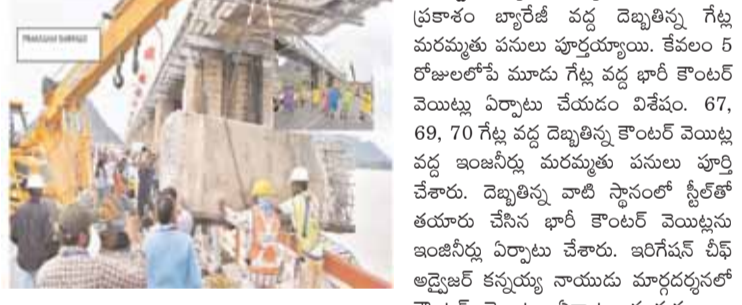 PRAKASAM BARRAGE
ప్రకాశం బ్యారేజీ వద్ద దెబ్బతిన్న గేట్ల
మరమ్మతు పనులు పూర్తయ్యాయి. కేవలం 5
రోజులలోపే మూడు గేట్ల వద్ద భారీ కౌంటర్
వెయిట్లు ఏర్పాటు చేయడం విశేషం. 67,
69, 70 గేట్ల వద్ద దెబ్బతిన్న కౌంటర్ వెయిట్ల
వద్ద ఇంజనీర్లు మరమ్మతు పనులు పూర్తి
చేశారు. దెబ్బతిన్న వాటి స్థానంలో స్టీల్‌తో
తయారు చేసిన భారీ కౌంటర్ వెయిట్లను
ఇంజినీర్లు ఏర్పాటు చేశారు. ఇరిగేషన్ చీఫ్
అడ్వైజర్ కన్నయ్య నాయుడు మార్గదర్శనలో